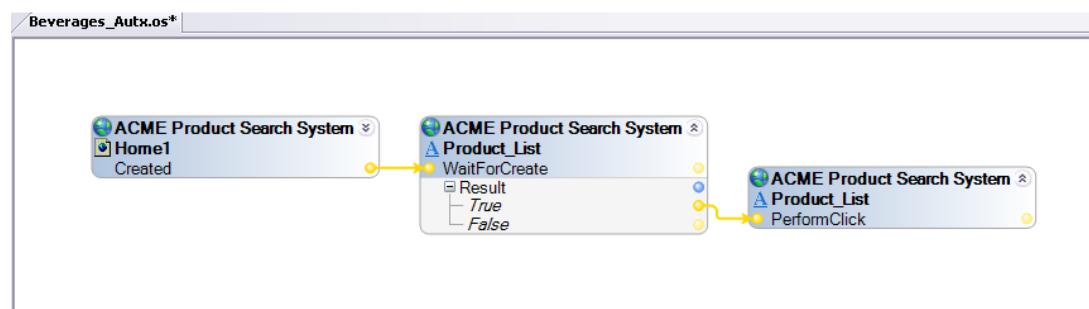 Beverages_Autx.os*
ACME Product Search System
Home1
Created
ACME Product Search System
Product_List
WaitForCreate
Result
True
False
ACME Product Search System
Product_List
PerformClick